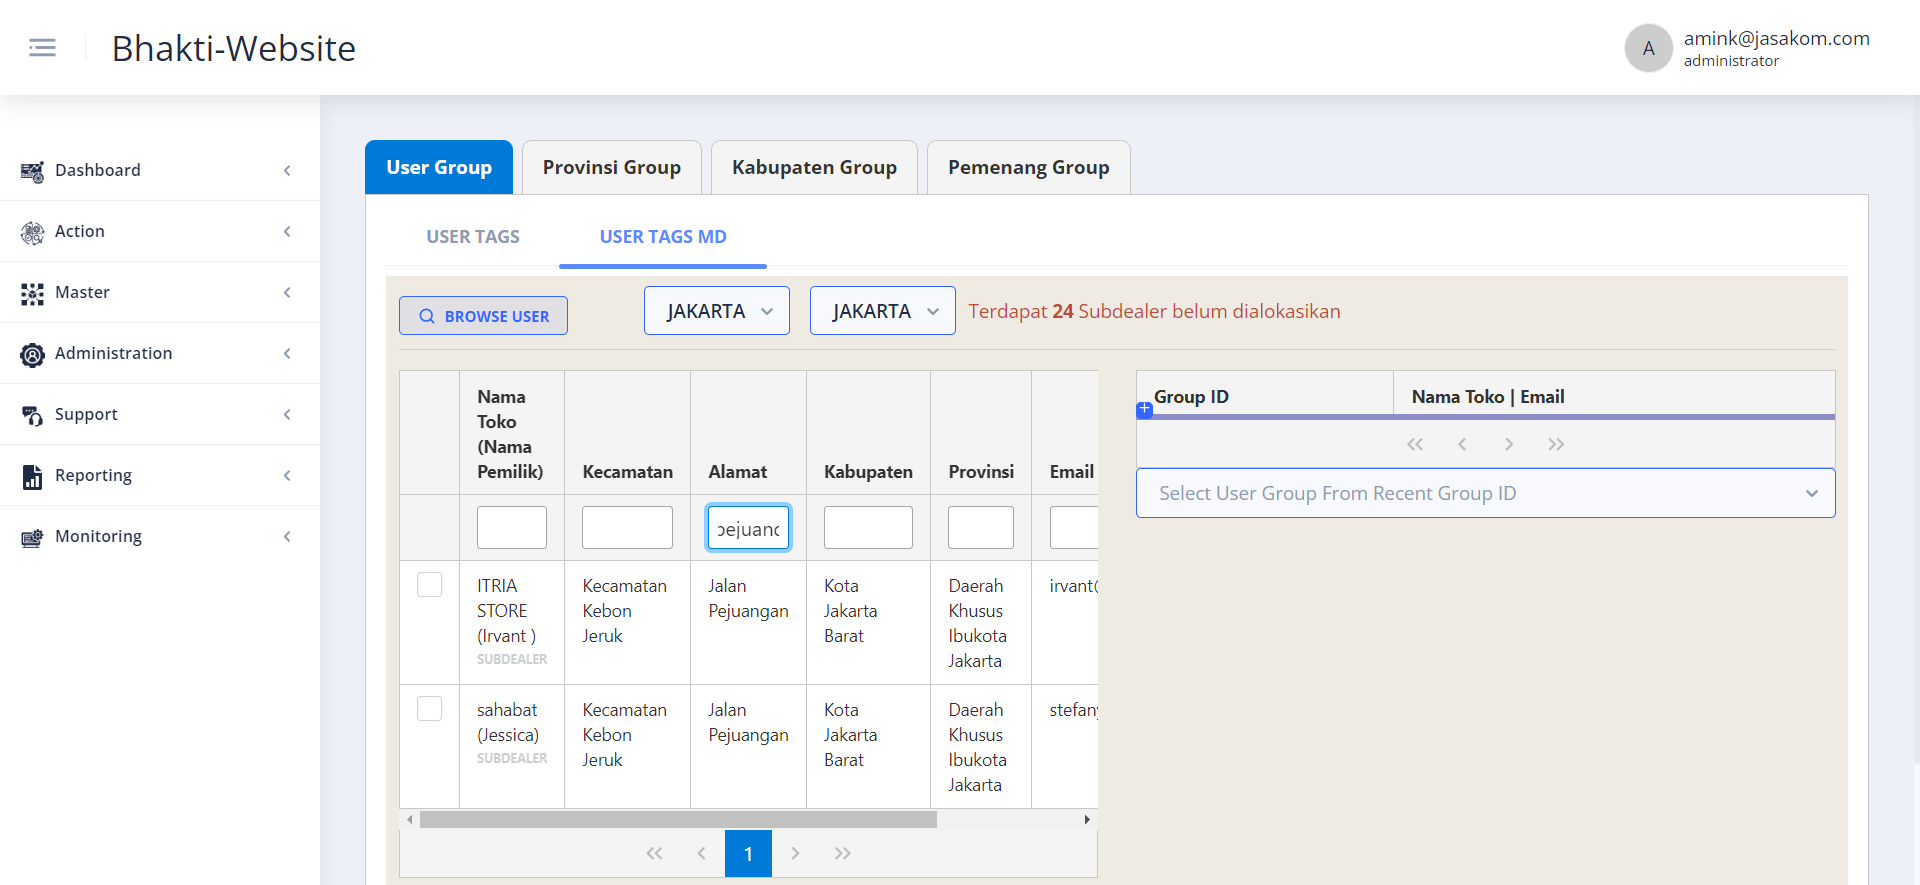 Bhakti-Website
A
amink@jasakom.com
administrator
Dashboard
Action
Master
Administration
Support
Reporting
Monitoring
User Group
Provinsi Group
Kabupaten Group
Pemenang Group
USER TAGS
USER TAGS MD
BROWSE USER
JAKARTA
JAKARTA
Terdapat 24 Subdealer belum dialokasikan
Nama
Toko
(Nama
Pemilik)
Kecamatan
Alamat
Kabupaten
Provinsi
Email
ITRIA
STORE
(Irvant )
SUBDEALER
Kecamatan
Kebon
Jeruk
Jalan
Pejuangan
Kota
Jakarta
Barat
Daerah
Khusus
Ibukota
Jakarta
sahabat
(Jessica)
SUBDEALER
Kecamatan
Kebon
Jeruk
Jalan
Pejuangan
Kota
Jakarta
Barat
Daerah
Khusus
Ibukota
Jakarta
1
Group ID
Nama Toko | Email
Select User Group From Recent Group ID